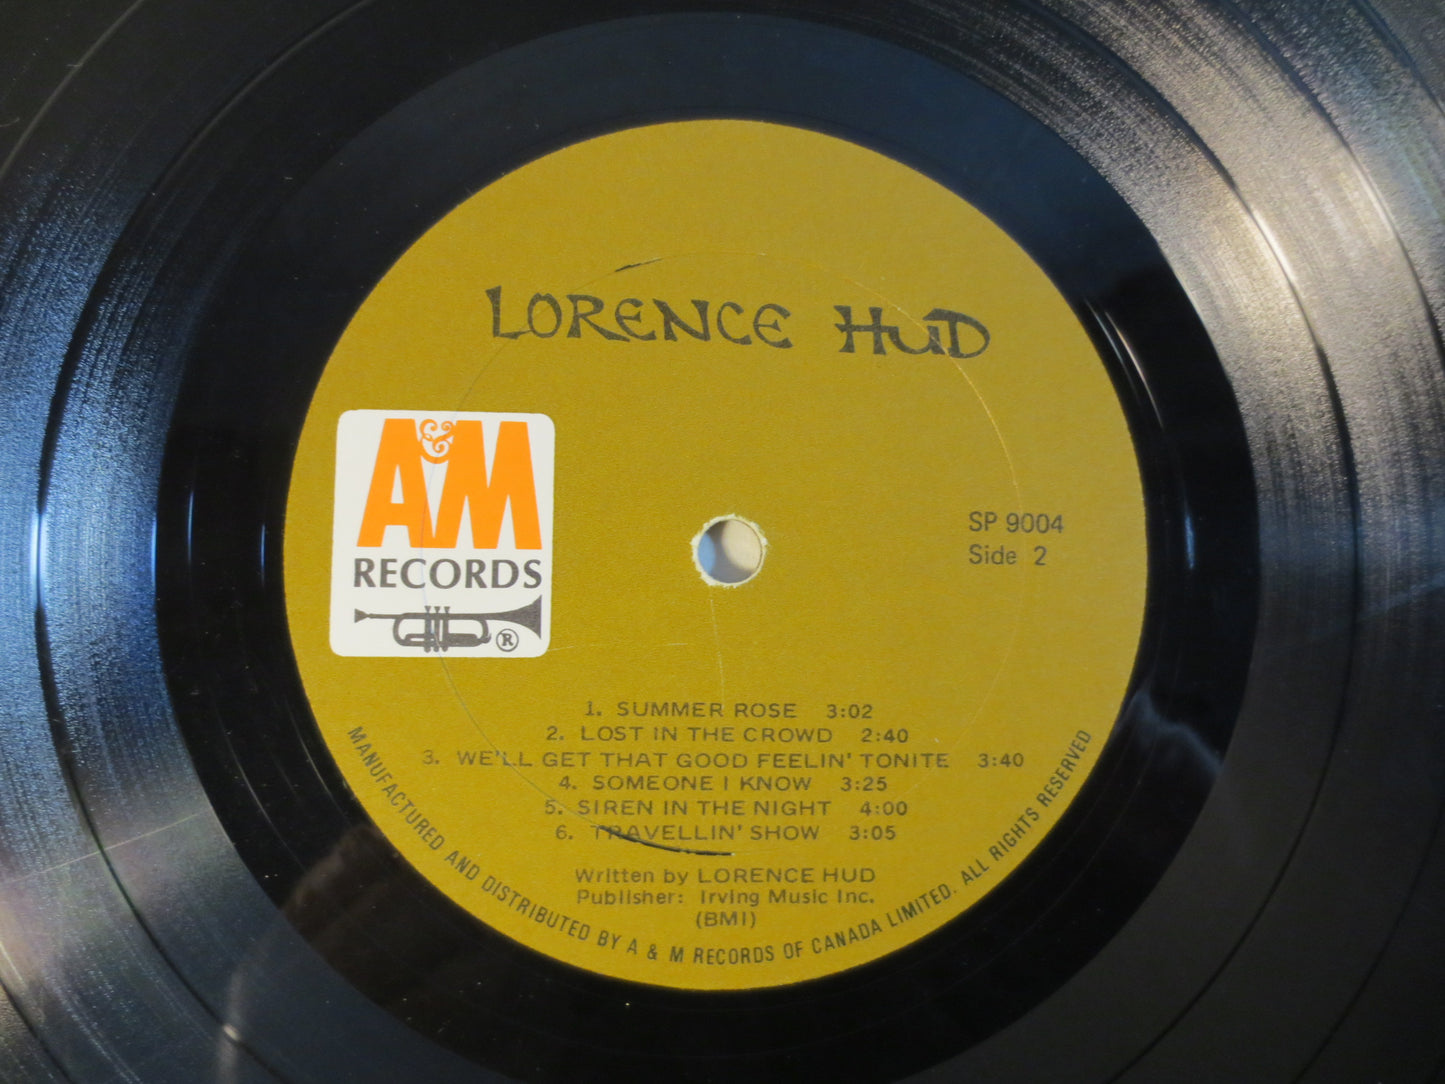 LORENCE HUD
A&M
RECORDS
®
SP 9004
Side 2
1. SUMMER ROSE 3:02
2. LOST IN THE CROWD 2:40
3. WE'LL GET THAT GOOD FEELIN' TONITE 3:40
4. SOMEONE I KNOW 3:25
5. SIREN IN THE NIGHT 4:00
6. TRAVELLIN' SHOW 3:05
Written by LORENCE HUD
Publisher: Irving Music Inc.
(BMI)
MANUFACTURED AND DISTRIBUTED BY A & M RECORDS OF CANADA LIMITED. ALL RIGHTS RESERVED